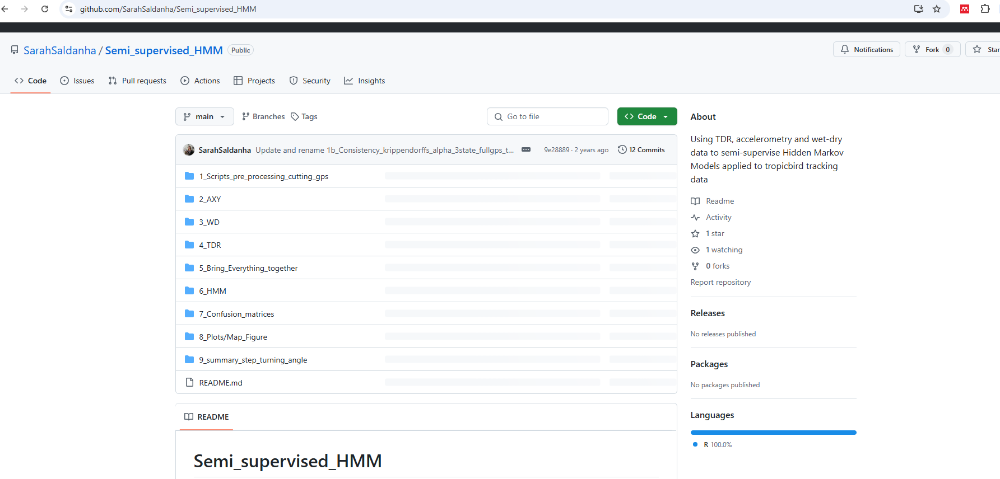 github.com/SarahSaldanha/Semi_supervised_HMM
SarahSaldanha / Semi_supervised_HMM Public
Notifications
Fork 0
Star
Code
Issues
Pull requests
Actions
Projects
Security
Insights
main
Branches
Tags
Go to file
Code
SarahSaldanha Update and rename 1b_Consistency_krippendorffs_alpha_3state_fullgps_t... 9e28889 · 2 years ago 12 Commits
1_Scripts_pre_processing_cutting_gps
2_AXY
3_WD
4_TDR
5_Bring_Everything_together
6_HMM
7_Confusion_matrices
8_Plots/Map_Figure
9_summary_step_turning_angle
README.md
README
Semi_supervised_HMM
About
Using TDR, accelerometry and wet-dry
data to semi-supervise Hidden Markov
Models applied to tropicbird tracking
data
Readme
Activity
1 star
1 watching
0 forks
Report repository
Releases
No releases published
Packages
No packages published
Languages
R 100.0%